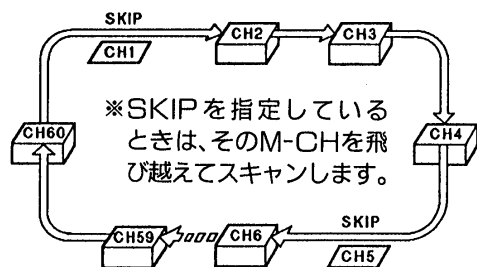 SKIP
CH1
CH2
CH3
CH60
※SKIPを指定している
ときは、そのM-CHを飛
び越えてスキャンします。
CH4
SKIP
CH59
CH6
CH5